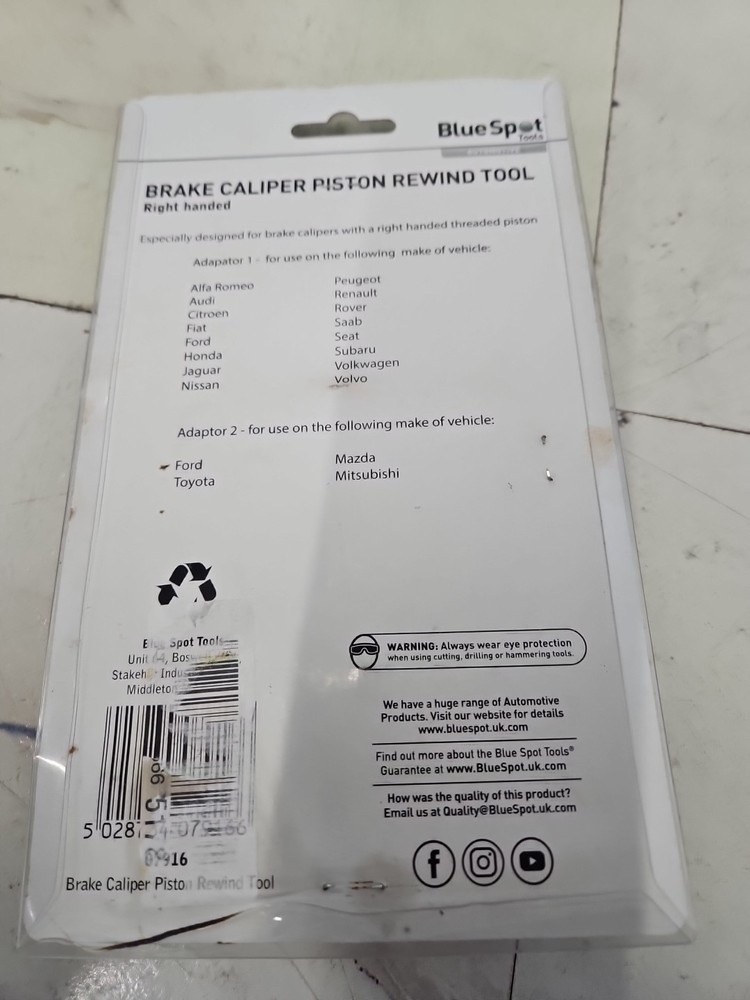 BlueSpot
Tools
BRAKE CALIPER PISTON REWIND TOOL
Right handed
Especially designed for brake calipers with a right handed threaded piston
Adapator 1 - for use on the following make of vehicle:
Alfa Romeo
Audi
Citroen
Fiat
Ford
Honda
Jaguar
Nissan
Peugeot
Renault
Rover
Saab
Seat
Subaru
Volkwagen
Volvo
Adaptor 2 - for use on the following make of vehicle:
Ford
Toyota
Mazda
Mitsubishi
Spot Tools
Unit
Middleton
WARNING: Always wear eye protection
when using cutting, drilling or hammering tools.
We have a huge range of Automotive
Products. Visit our website for details
www.bluespot.uk.com
Find out more about the Blue Spot Tools®
Guarantee at www.BlueSpot.uk.com
How was the quality of this product?
Email us at Quality@BlueSpot.uk.com
07916
Brake Caliper Piston Rewind Tool